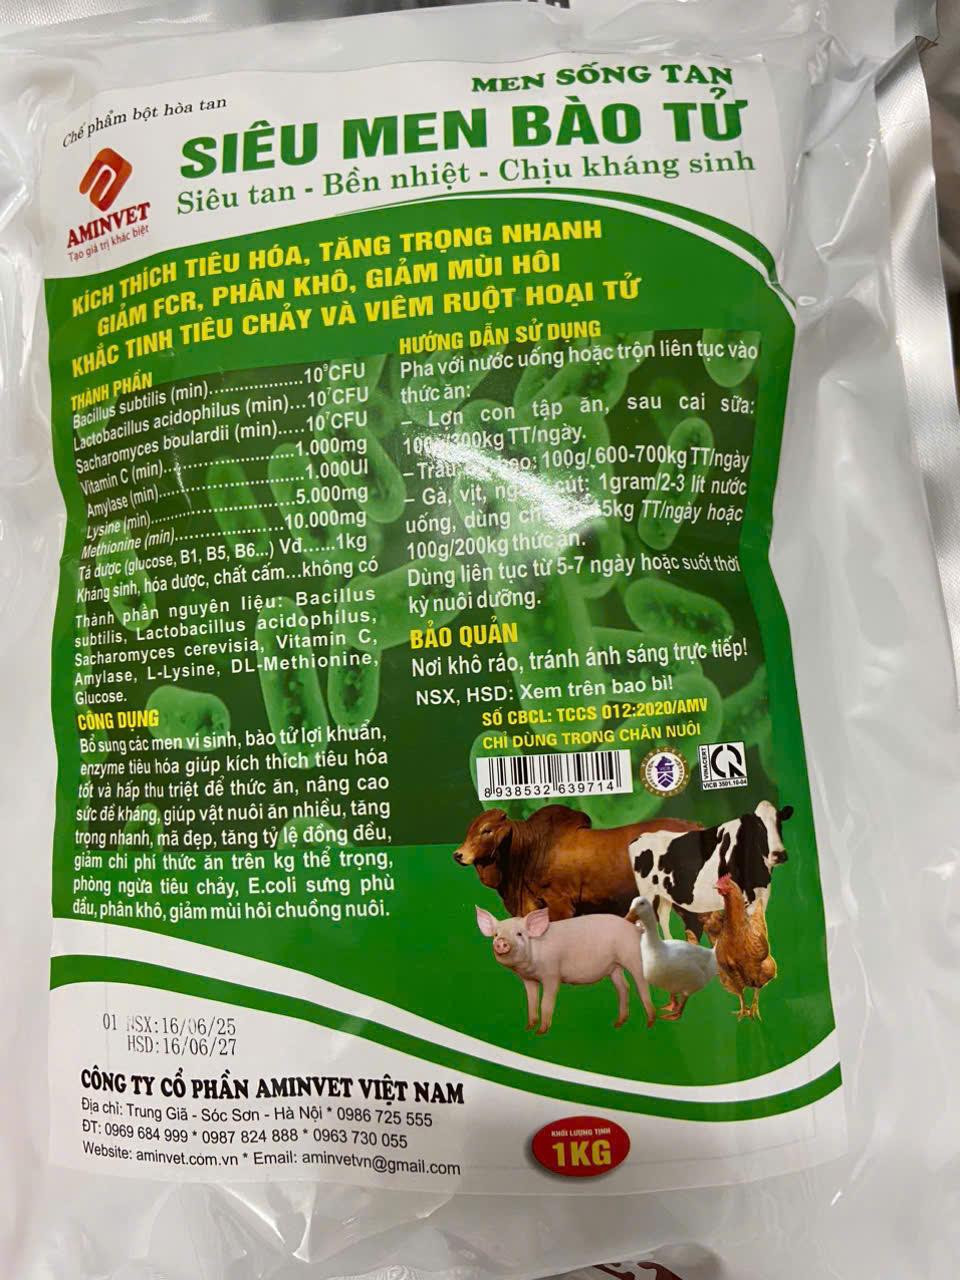 Chế phẩm bột hòa tan
MEN SỐNG TAN
SIÊU MEN BÀO TỬ
Siêu tan - Bền nhiệt - Chịu kháng sinh
AMINVET
Tạo giá trị khác biệt
KÍCH THÍCH TIÊU HÓA, TĂNG TRỌNG NHANH
GIẢM FCR, PHÂN KHÔ, GIẢM MÙI HÔI
KHẮC TINH TIÊU CHẢY VÀ VIÊM RUỘT HOẠI TỬ
THÀNH PHẦN
Bacillus subtilis (min)..................10⁹CFU
Lactobacillus acidophilus (min)...10⁷CFU
Saccharomyces boulardii (min).....10⁷CFU
Vitamin C (min)........................1.000mg
Amylase (min)..........................1.000UI
Lysine (min)............................5.000mg
Methionine (min)......................10.000mg
Tá dược (glucose, B1, B5, B6...) Vđ......1kg
Kháng sinh, hóa dược, chất cấm...không có
Thành phần nguyên liệu: Bacillus
subtilis, Lactobacillus acidophilus,
Sacharomyces cerevisia, Vitamin C,
Amylase, L-Lysine, DL-Methionine,
Glucose.
CÔNG DỤNG
Bổ sung các men vi sinh, bào tử lợi khuẩn,
enzyme tiêu hóa giúp kích thích tiêu hóa
tốt và hấp thu triệt để thức ăn, nâng cao
sức đề kháng, giúp vật nuôi ăn nhiều, tăng
trọng nhanh, mã đẹp, tăng tỷ lệ đồng đều,
giảm chi phí thức ăn trên kg thể trọng,
phòng ngừa tiêu chảy, E.coli sưng phù
đầu, phân khô, giảm mùi hôi chuồng nuôi.
HƯỚNG DẪN SỬ DỤNG
Pha với nước uống hoặc trộn liên tục vào
thức ăn:
– Lợn con tập ăn, sau cai sữa:
TT/ngày.
100g/600-700kg TT/ngày
– Gà, vịt, cút: 1gram/2-3 lít nước
uống, dùng TT/ngày hoặc
100g/200kg thức ăn.
Dùng liên tục từ 5-7 ngày hoặc suốt thời
kỳ nuôi dưỡng.
BẢO QUẢN
Nơi khô ráo, tránh ánh sáng trực tiếp!
NSX, HSD: Xem trên bao bì!
SỐ CBCL: TCCS 012:2020/AMV
CHỈ DÙNG TRONG CHĂN NUÔI
8 938532 639714
VINACERT
VICB 3501.10-04
01 NSX:16/06/25
HSD:16/06/27
CÔNG TY CỔ PHẦN AMINVET VIỆT NAM
Địa chỉ: Trung Giã - Sóc Sơn - Hà Nội * 0986 725 555
ĐT: 0969 684 999 * 0987 824 888 * 0963 730 055
Website: aminvet.com.vn * Email: aminvetvn@gmail.com
KHỐI LƯỢNG TỊNH
1KG